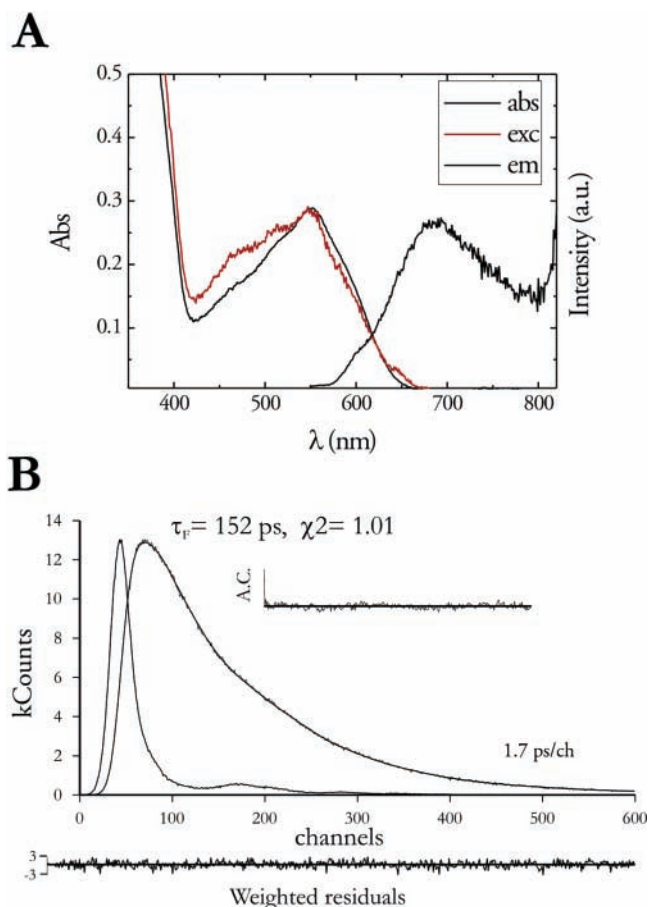 A
0.5
0.4
0.3
0.2
0.1
Abs
abs
exc
em
Intensity (a.u.)
400 500 600 700 800
λ (nm)
B
τF= 152 ps, χ2= 1.01
14
12
10
8
6
4
2
0
kCounts
A.C.
1.7 ps/ch
0 100 200 300 400 500 600
channels
3
-3
Weighted residuals